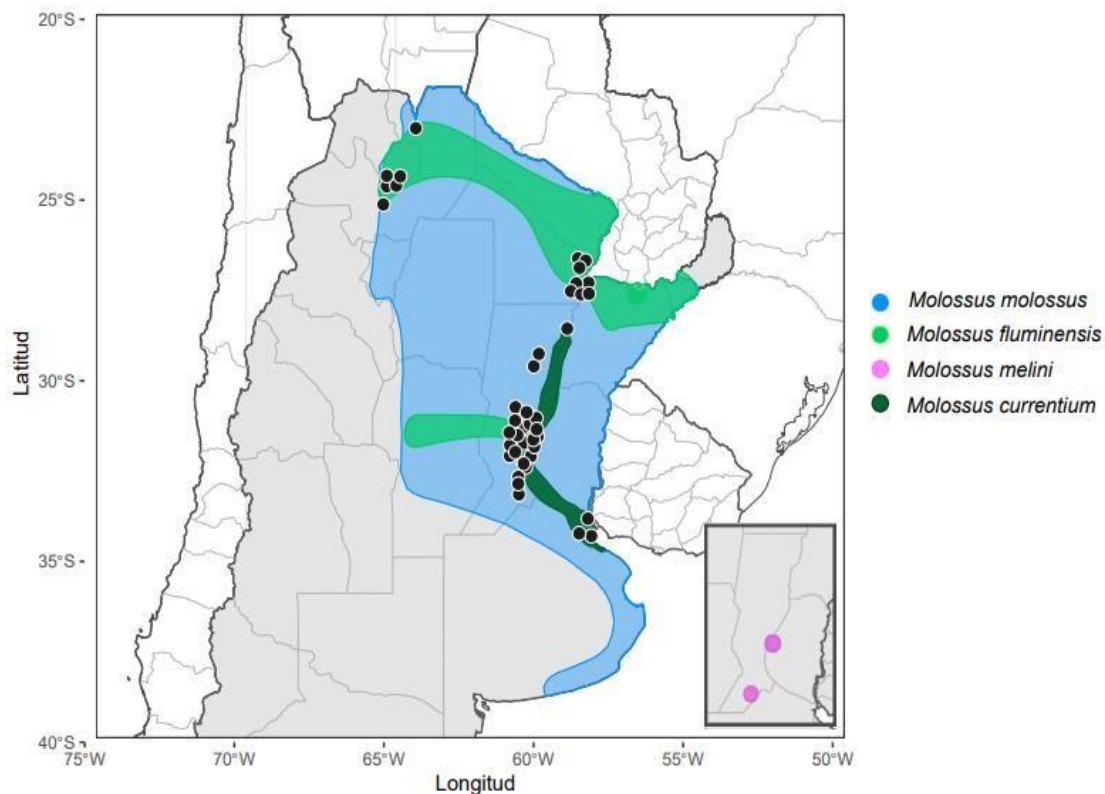 20°S
25°S
30°S
35°S
40°S
Latitud
75°W
70°W
65°W
60°W
55°W
50°W
Longitud
Molossus molossus
Molossus fluminensis
Molossus melini
Molossus currentium